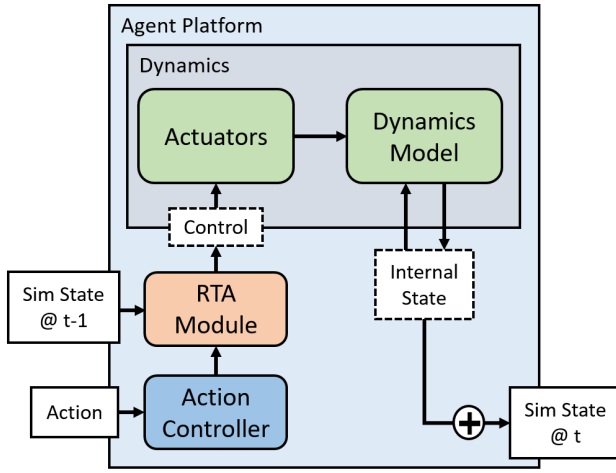 Agent Platform
Dynamics
Actuators
Dynamics
Model
Control
Internal
State
Sim State
@ t-1
RTA
Module
Action
Action
Controller
Sim State
@ t